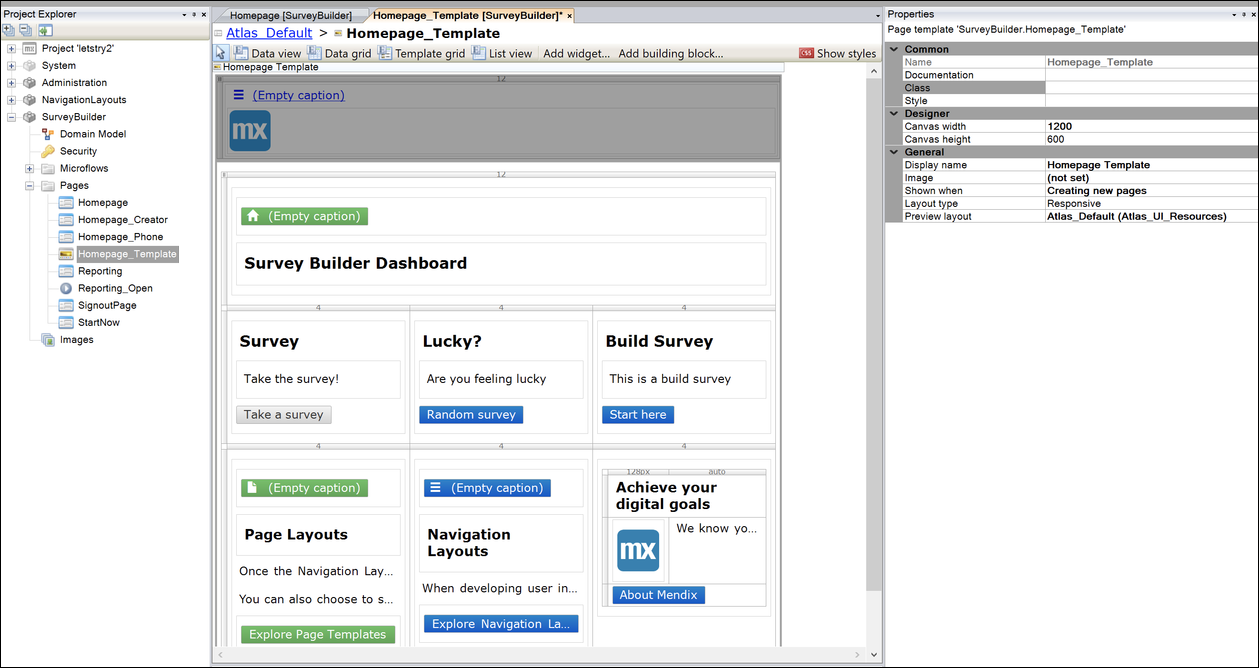 Project Explorer
Project 'letstry2'
System
Administration
NavigationLayouts
SurveyBuilder
Domain Model
Security
Microflows
Pages
Homepage
Homepage_Creator
Homepage_Phone
Homepage_Template
Reporting
Reporting_Open
SignoutPage
StartNow
Images
Homepage [SurveyBuilder] Homepage_Template [SurveyBuilder]* ×
Atlas_Default > Homepage_Template
Data view Data grid Template grid List view Add widget... Add building block... CSS Show styles
Homepage Template
12
(Empty caption)
mx
12
(Empty caption)
Survey Builder Dashboard
4 4 4
Survey Lucky? Build Survey
Take the survey! Are you feeling lucky This is a build survey
Take a survey Random survey Start here
4 4 4
(Empty caption)
Page Layouts
Once the Navigation Lay...
You can also choose to s...
Explore Page Templates
(Empty caption)
Navigation
Layouts
When developing user in...
Explore Navigation La...
128px auto
Achieve your
digital goals
mx We know yo...
About Mendix
Properties
Page template 'SurveyBuilder.Homepage_Template'
Common
Name Homepage_Template
Documentation
Class
Style
Designer
Canvas width 1200
Canvas height 600
General
Display name Homepage Template
Image (not set)
Shown when Creating new pages
Layout type Responsive
Preview layout Atlas_Default (Atlas_UI_Resources)